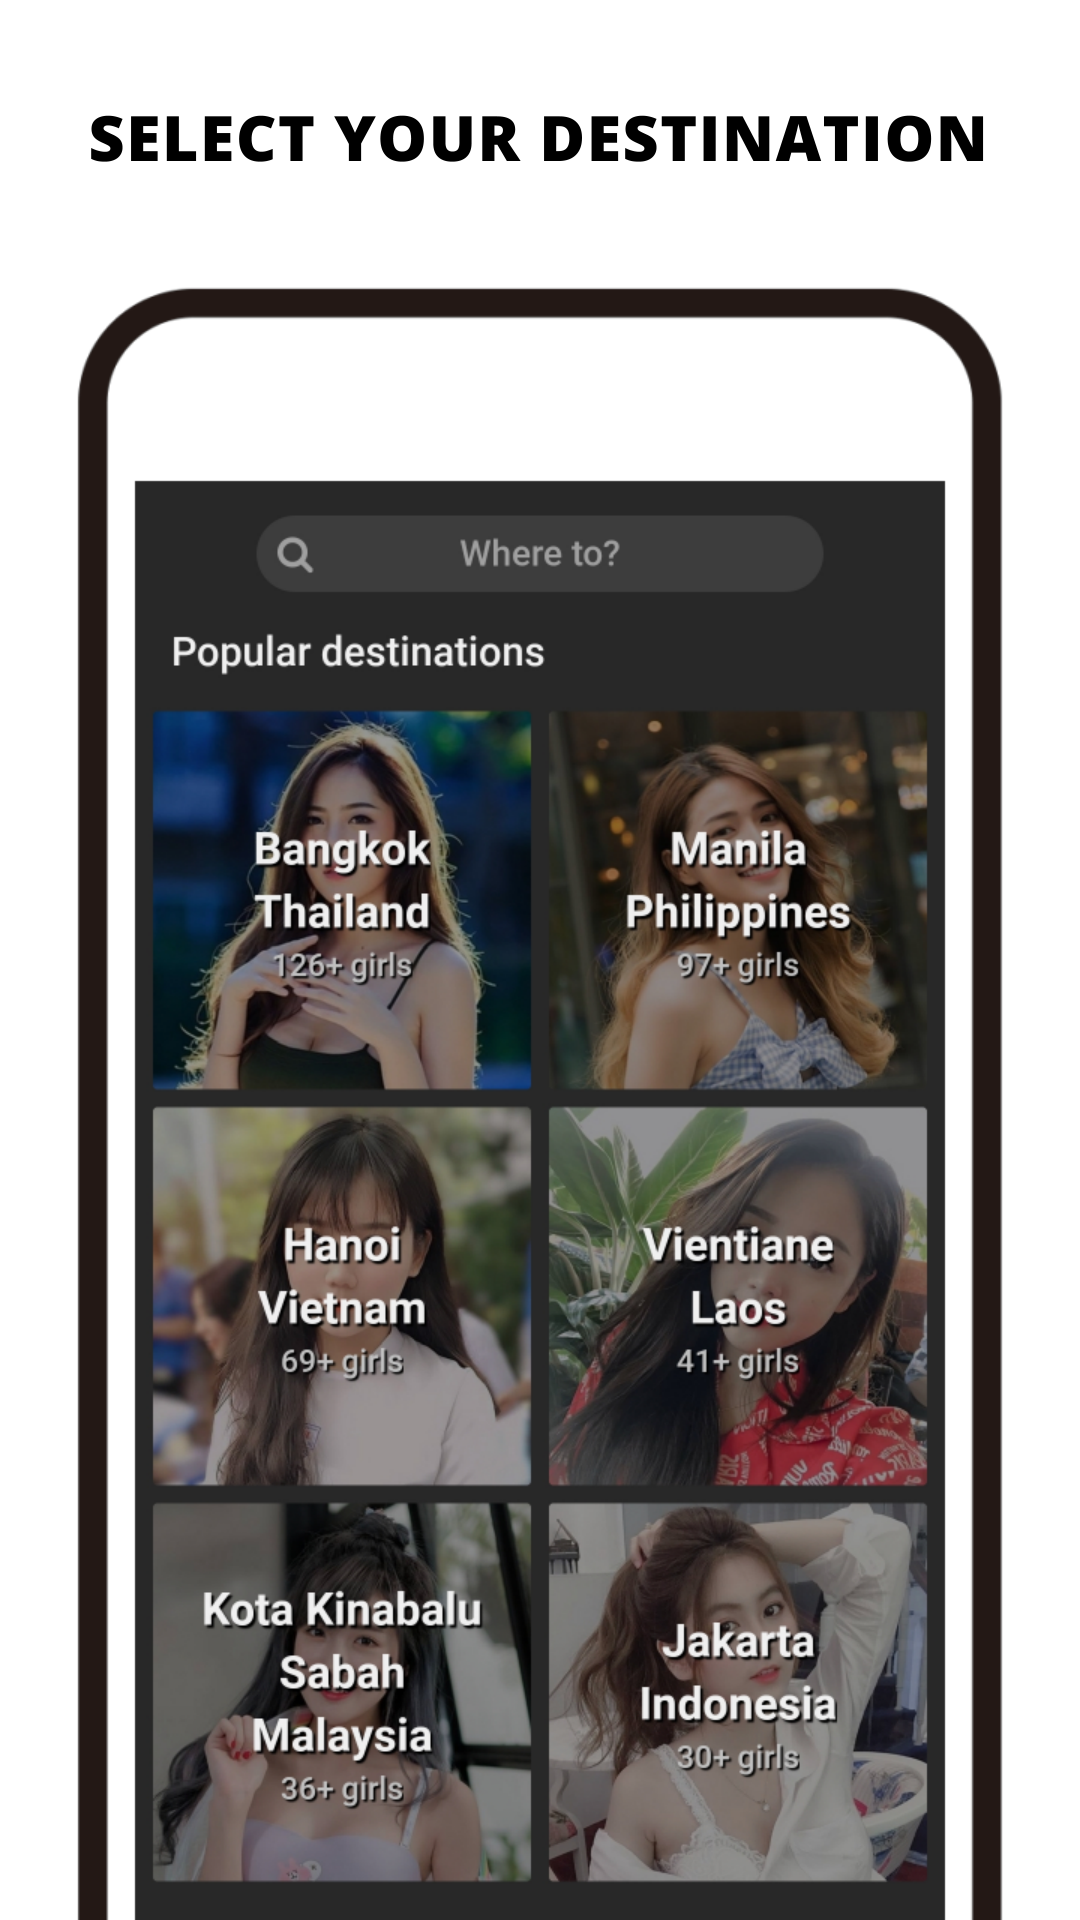 SELECT YOUR DESTINATION
Where to?
Popular destinations
Bangkok
Thailand
126+ girls
Manila
Philippines
97+ girls
Hanoi
Vietnam
69+ girls
Vientiane
Laos
41+ girls
Kota Kinabalu
Sabah
Malaysia
36+ girls
Jakarta
Indonesia
30+ girls